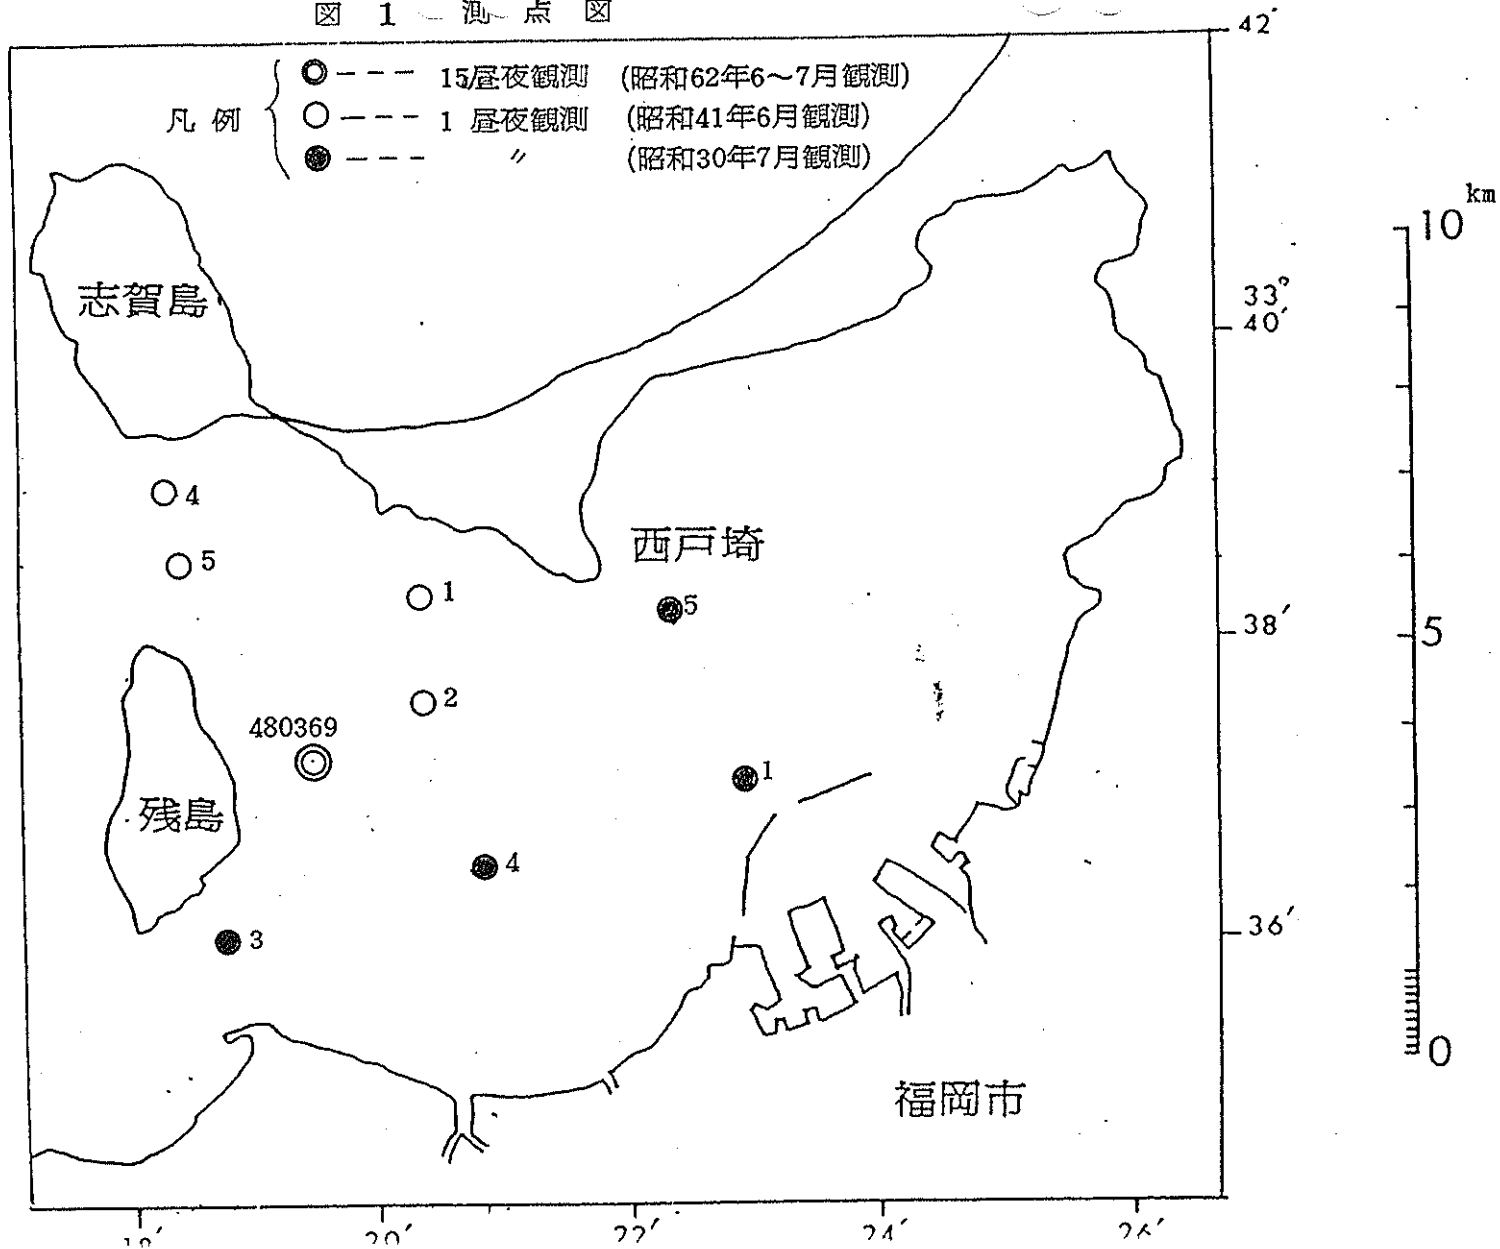 図 1 測 点 図
42′
凡 例
◎ --- 15昼夜観測 (昭和62年6～7月観測)
○ --- 1 昼夜観測 (昭和41年6月観測)
● --- 〃 (昭和30年7月観測)
km
10
志賀島
33°
40′
4
西戸埼
5
1
5
38′
5
2
480369
1
残島
4
36′
3
0
福岡市
18′
20′
22′
24′
26′